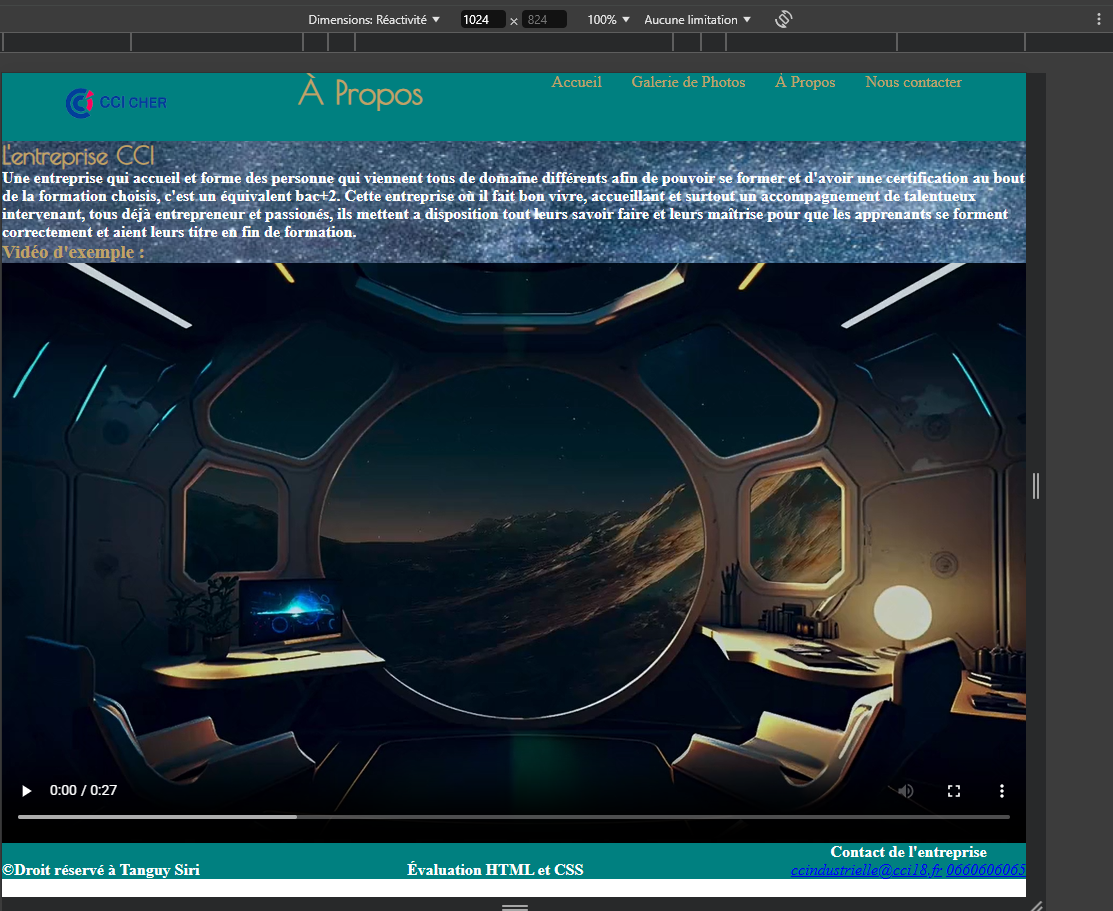 Dimensions: Réactivité 1024 × 824 100% Aucune limitation
CCI CHER
À Propos
Accueil Galerie de Photos À Propos Nous contacter
L'entreprise CCI
Une entreprise qui accueil et forme des personne qui viennent tous de domaine différents afin de pouvoir se former et d'avoir une certification au bout
de la formation choisis, c'est un équivalent bac+2. Cette entreprise où il fait bon vivre, accueillant et surtout un accompagnement de talentueux
intervenant, tous déjà entrepreneur et passionés, ils mettent a disposition tout leurs savoir faire et leurs maîtrise pour que les apprenants se forment
correctement et aient leurs titre en fin de formation.
Vidéo d'exemple :
0:00 / 0:27
Contact de l'entreprise
©Droit réservé à Tanguy Siri Évaluation HTML et CSS ccindustrielle@cci18.fr 0660606065